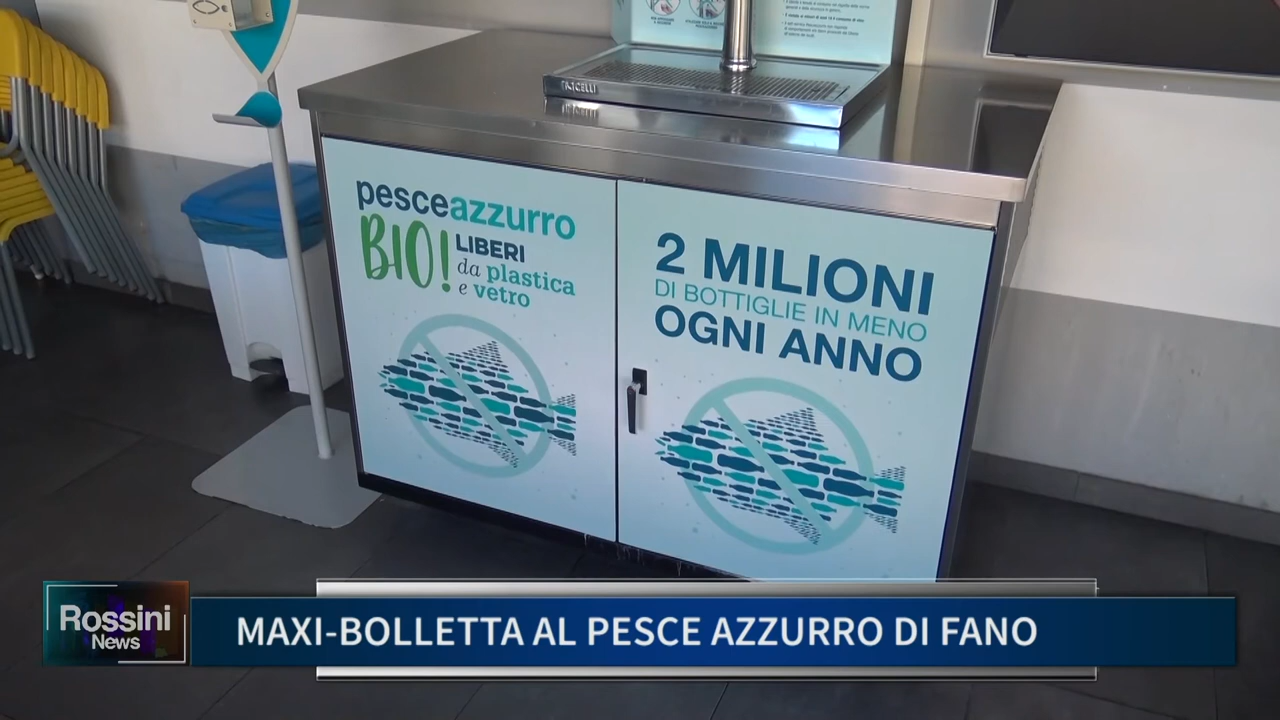 PICCELLI
pesceazzurro
BIO! LIBERI
da plastica
e vetro
2 MILIONI
DI BOTTIGLIE IN MENO
OGNI ANNO
Rossini
News
MAXI-BOLLETTA AL PESCE AZZURRO DI FANO